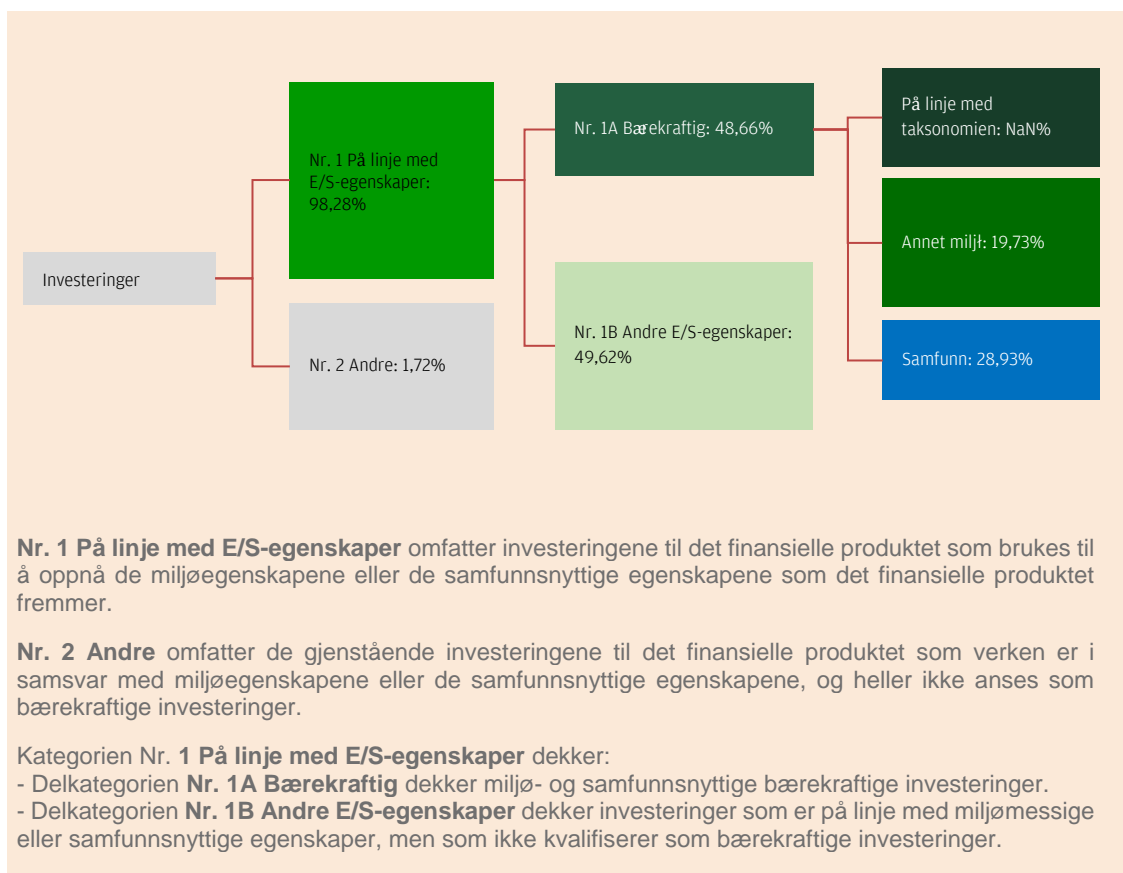 Investeringer
Nr. 1 På linje med
E/S-egenskaper:
98,28%
Nr. 2 Andre: 1,72%
Nr. 1A Bærekraftig: 48,66%
Nr. 1B Andre E/S-egenskaper:
49,62%
På linje med
taksonomien: NaN%
Annet miljł: 19,73%
Samfunn: 28,93%
Nr. 1 På linje med E/S-egenskaper omfatter investeringene til det finansielle produktet som brukes til
å oppnå de miljøegenskapene eller de samfunnsnyttige egenskapene som det finansielle produktet
fremmer.
Nr. 2 Andre omfatter de gjenstående investeringene til det finansielle produktet som verken er i
samsvar med miljøegenskapene eller de samfunnsnyttige egenskapene, og heller ikke anses som
bærekraftige investeringer.
Kategorien Nr. 1 På linje med E/S-egenskaper dekker:
- Delkategorien Nr. 1A Bærekraftig dekker miljø- og samfunnsnyttige bærekraftige investeringer.
- Delkategorien Nr. 1B Andre E/S-egenskaper dekker investeringer som er på linje med miljømessige
eller samfunnsnyttige egenskaper, men som ikke kvalifiserer som bærekraftige investeringer.